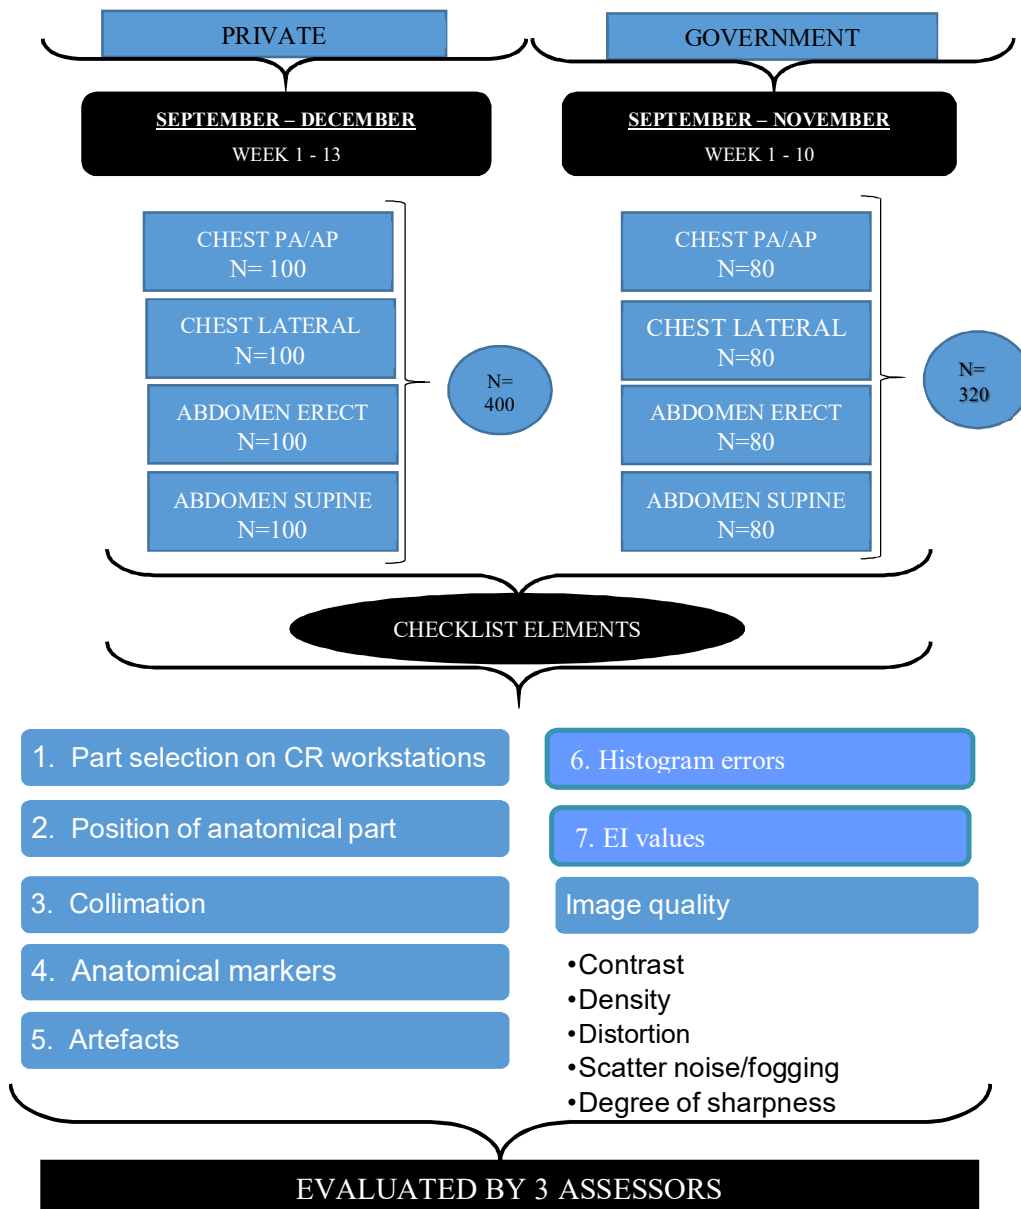 PRIVATE
SEPTEMBER – DECEMBER
WEEK 1 - 13
CHEST PA/AP
N= 100
CHEST LATERAL
N=100
ABDOMEN ERECT
N=100
ABDOMEN SUPINE
N=100
N=
400
GOVERNMENT
SEPTEMBER – NOVEMBER
WEEK 1 - 10
CHEST PA/AP
N=80
CHEST LATERAL
N=80
ABDOMEN ERECT
N=80
ABDOMEN SUPINE
N=80
N=
320
CHECKLIST ELEMENTS
1. Part selection on CR workstations
2. Position of anatomical part
3. Collimation
4. Anatomical markers
5. Artefacts
6. Histogram errors
7. EI values
Image quality
•Contrast
•Density
•Distortion
•Scatter noise/fogging
•Degree of sharpness
EVALUATED BY 3 ASSESSORS